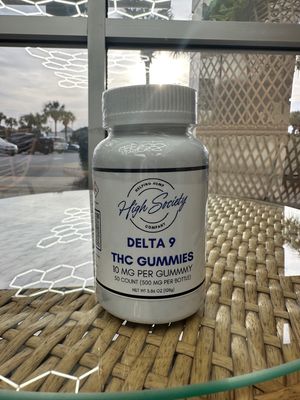 HELPING HEMP
High Society
COMPANY
DELTA 9
THC GUMMIES
10 MG PER GUMMMY
50 COUNT (500 MG PER BOTTLE)
NET WT 3.86 OZ (109g)